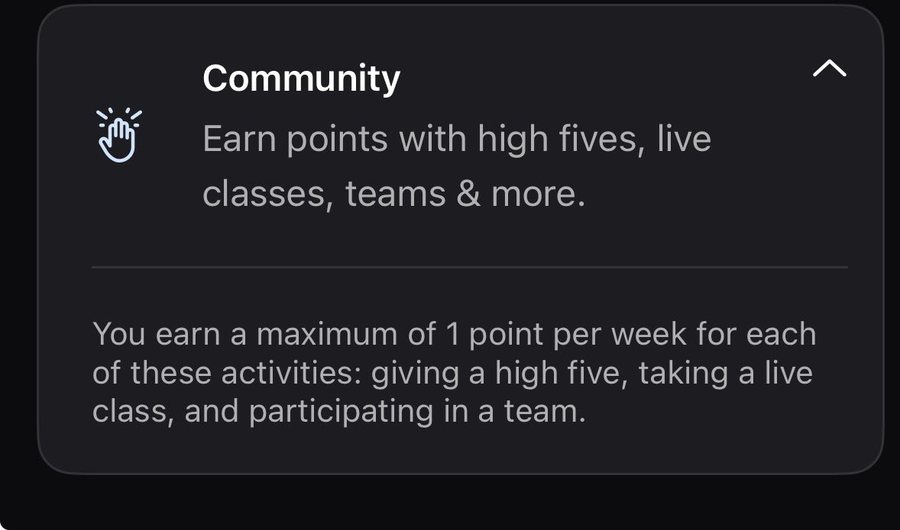 Community
Earn points with high fives, live
classes, teams & more.
You earn a maximum of 1 point per week for each
of these activities: giving a high five, taking a live
class, and participating in a team.